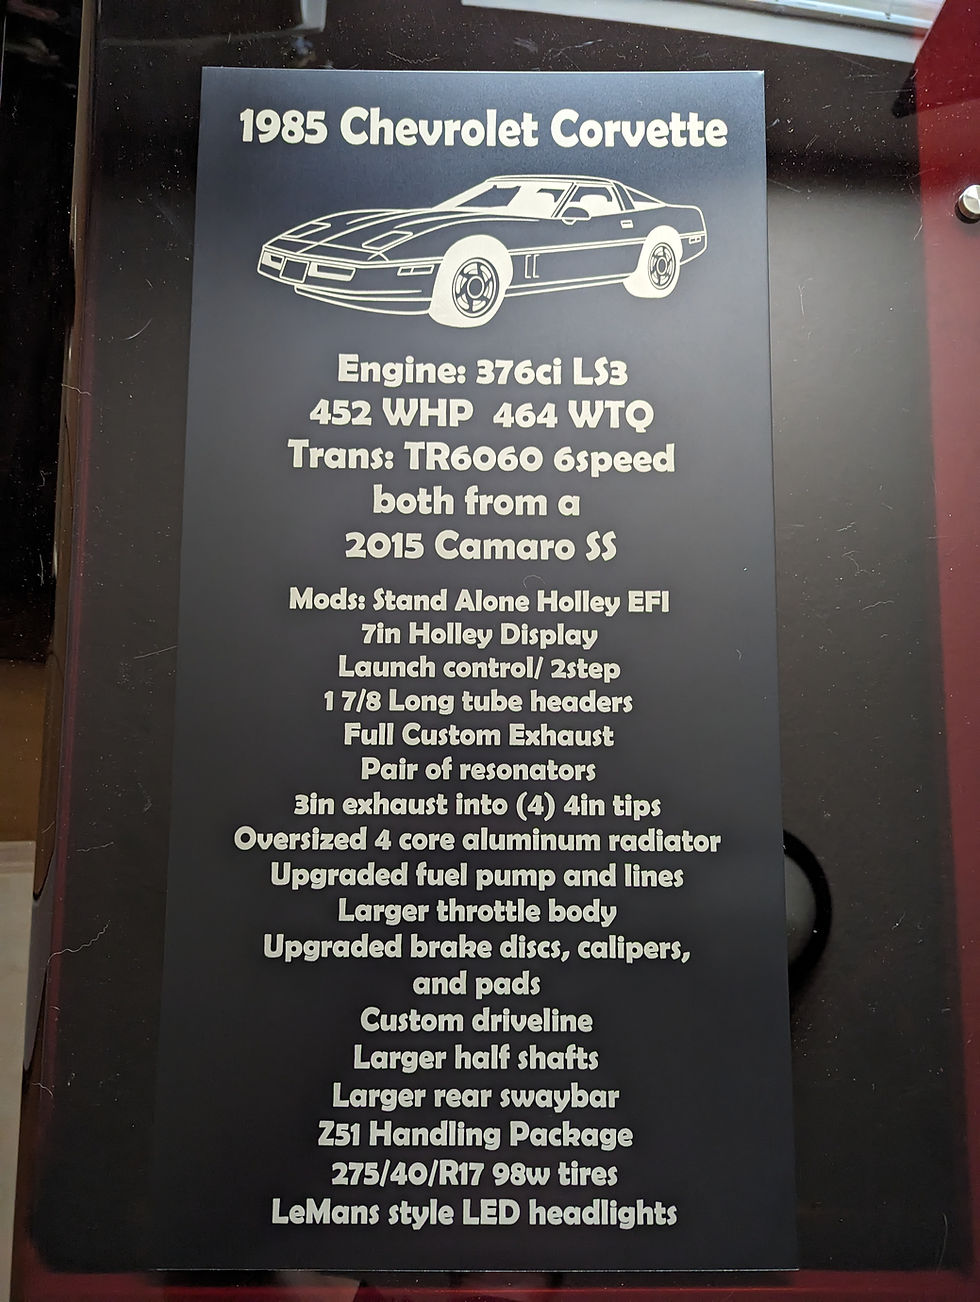 1985 Chevrolet Corvette
Engine: 376ci LS3
452 WHP 464 WTQ
Trans: TR6060 6speed
both from a
2015 Camaro SS
Mods: Stand Alone Holley EFI
7in Holley Display
Launch control/ 2step
1 7/8 Long tube headers
Full Custom Exhaust
Pair of resonators
3in exhaust into (4) 4in tips
Oversized 4 core aluminum radiator
Upgraded fuel pump and lines
Larger throttle body
Upgraded brake discs, calipers,
and pads
Custom driveline
Larger half shafts
Larger rear swaybar
Z51 Handling Package
275/40/R17 98w tires
LeMans style LED headlights